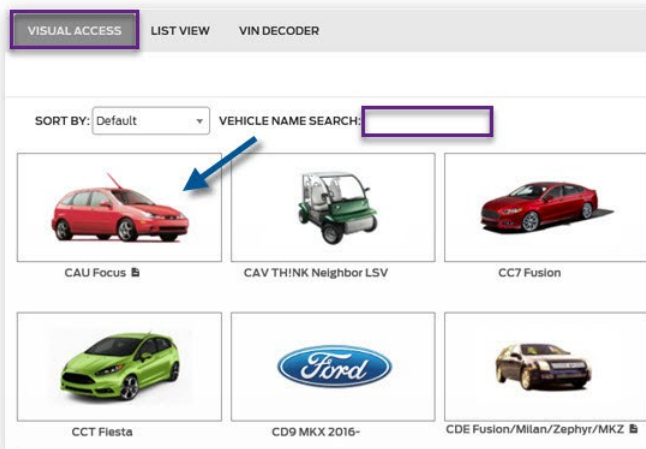 VISUAL ACCESS LIST VIEW VIN DECODER
SORT BY: Default VEHICLE NAME SEARCH:
CAU Focus CAV TH!NK Neighbor LSV CC7 Fusion
Ford
CCT Fiesta CD9 MKX 2016- CDE Fusion/Milan/Zephyr/MKZ